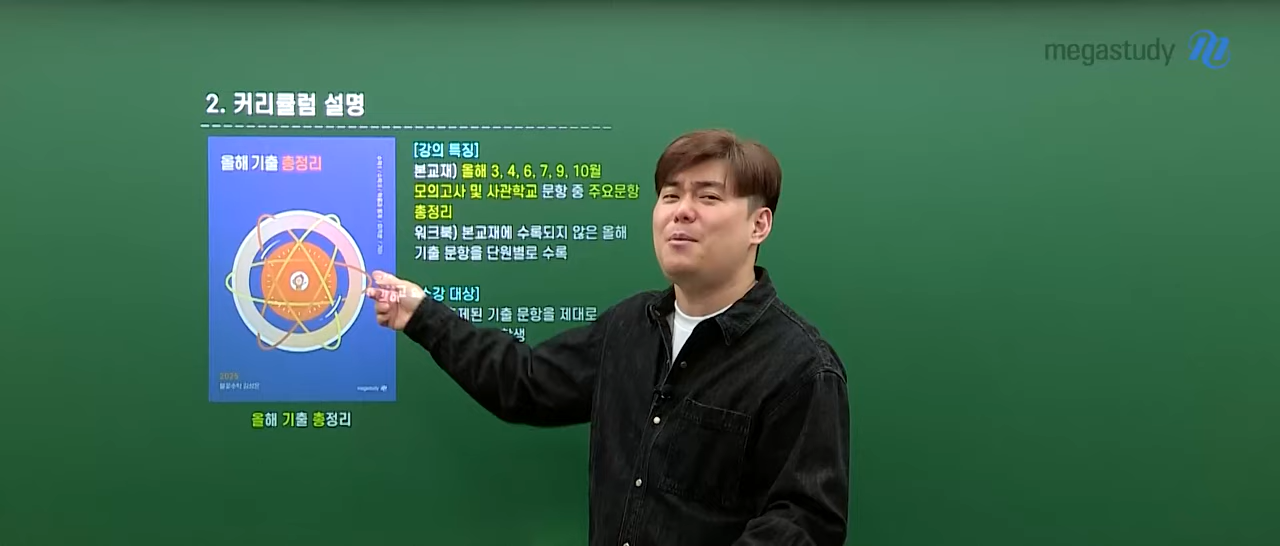 megastudy
2. 커리큘럼 설명
올해 기출 총정리
2025
megastudy
올해 기출 총정리
[강의 특징]
본교재) 올해 3, 4, 6, 7, 9, 10월
모의고사 및 사관학교 문항 중 주요문항
총정리
워크북) 본교재에 수록되지 않은 올해
기출 문항을 단원별로 수록
수강 대상]
제된 기출 문항을 제대로
학생